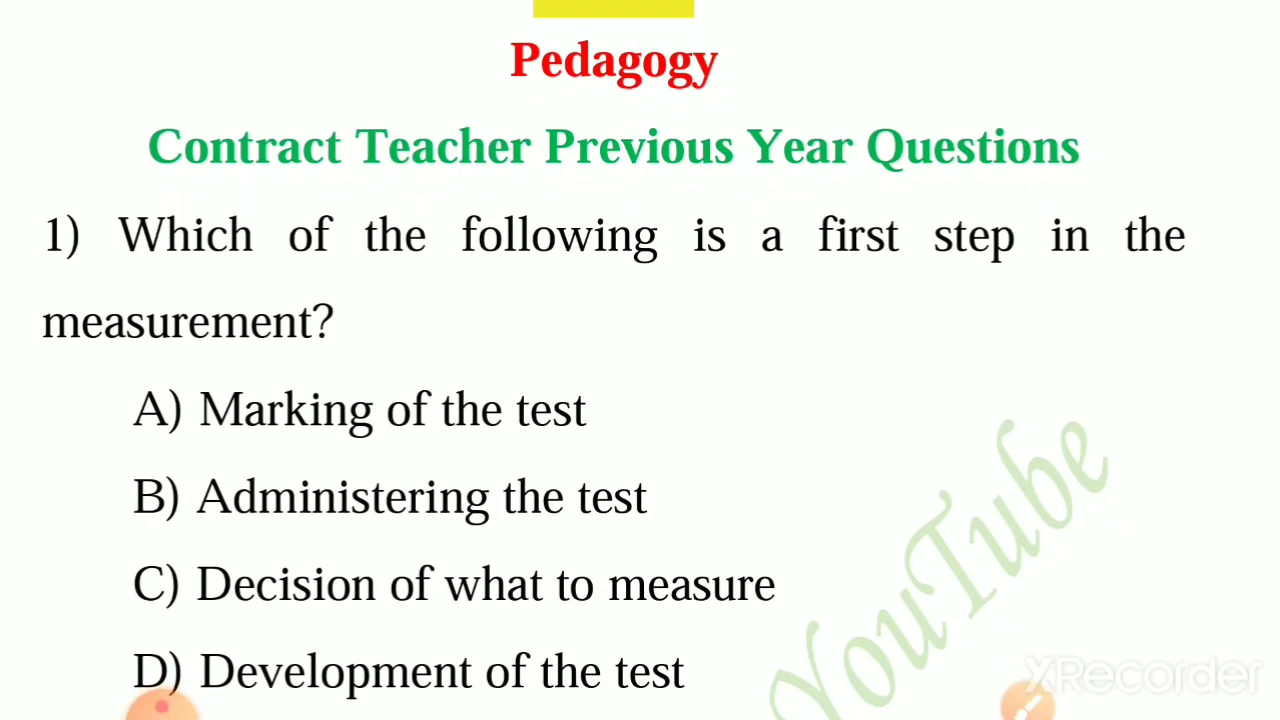 Pedagogy
Contract Teacher Previous Year Questions
1) Which of the following is a first step in the
measurement?
A) Marking of the test
B) Administering the test
C) Decision of what to measure
D) Development of the test
YouTube
XRecorder